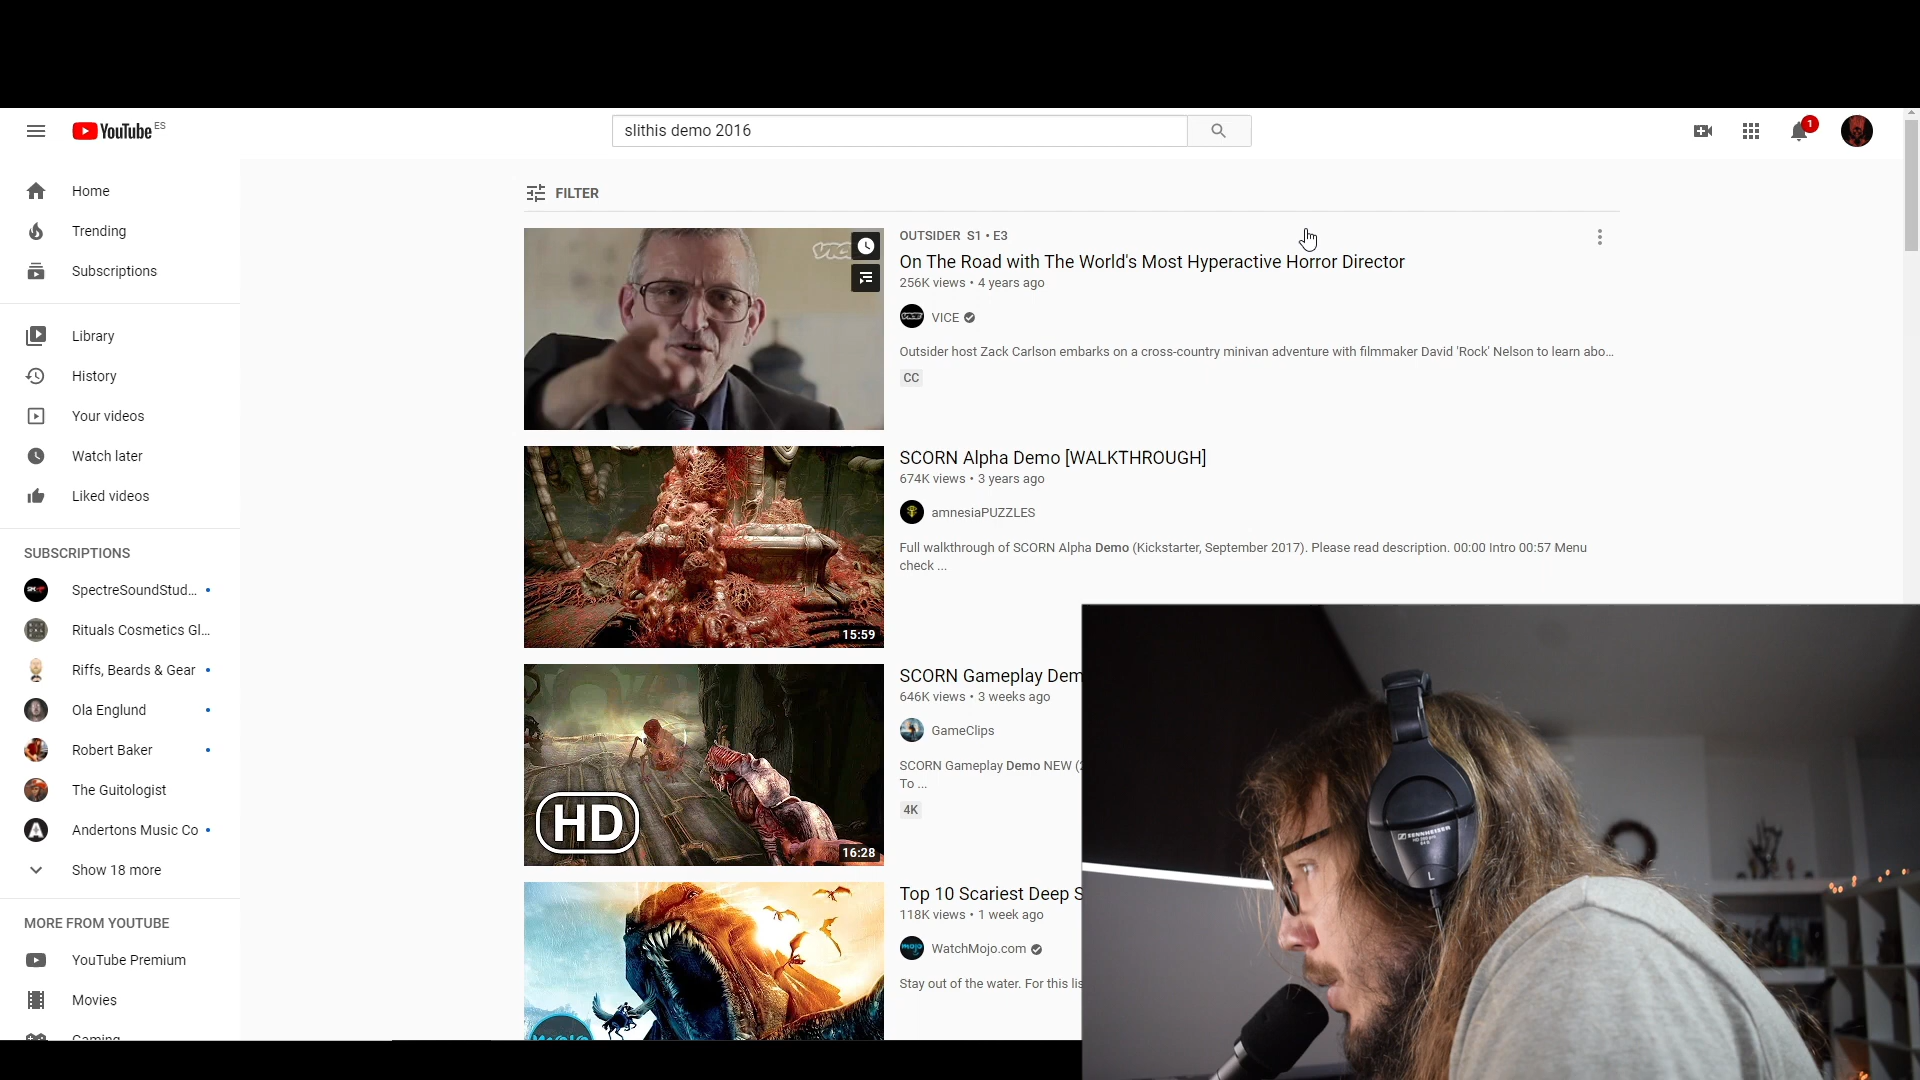 YouTube ES
slithis demo 2016
1
Home
Trending
Subscriptions
Library
History
Your videos
Watch later
Liked videos
SUBSCRIPTIONS
SpectreSoundStud...
Rituals Cosmetics Gl...
Riffs, Beards & Gear
Ola Englund
Robert Baker
The Guitologist
Andertons Music Co
Show 18 more
MORE FROM YOUTUBE
YouTube Premium
Movies
Gaming
FILTER
OUTSIDER S1 • E3
On The Road with The World's Most Hyperactive Horror Director
256K views • 4 years ago
VICE
Outsider host Zack Carlson embarks on a cross-country minivan adventure with filmmaker David 'Rock' Nelson to learn abo...
CC
15:59
SCORN Alpha Demo [WALKTHROUGH]
674K views • 3 years ago
amnesiaPUZZLES
Full walkthrough of SCORN Alpha Demo (Kickstarter, September 2017). Please read description. 00:00 Intro 00:57 Menu
check ...
HD
16:28
SCORN Gameplay Dem
646K views • 3 weeks ago
GameClips
SCORN Gameplay Demo NEW (
To ...
4K
mojo
Top 10 Scariest Deep S
118K views • 1 week ago
WatchMojo.com
Stay out of the water. For this lis
SENNHEISER
L